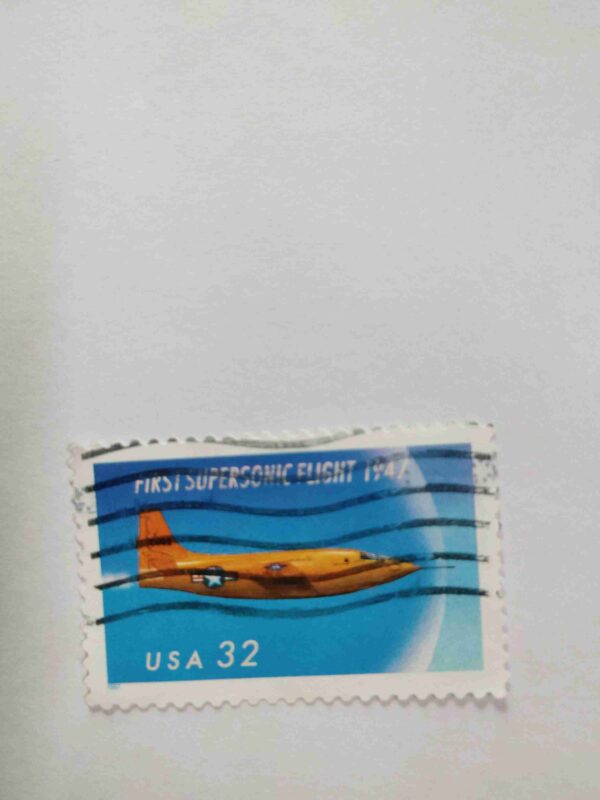 FIRST SUPERSONIC FLIGHT 1947
USA 32